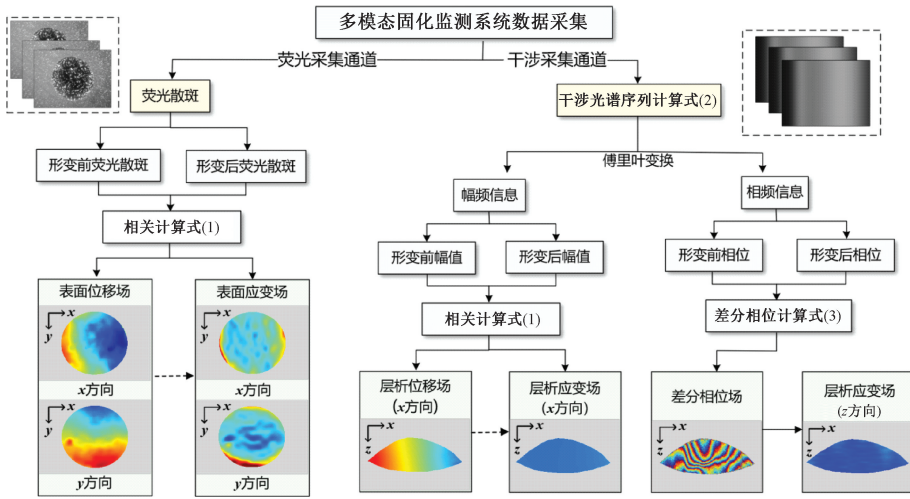 多模态固化监测系统数据采集
荧光采集通道
干涉采集通道
荧光散斑
干涉光谱序列计算式(2)
形变前荧光散斑
形变后荧光散斑
傅里叶变换
幅频信息
相频信息
相关计算式(1)
形变前幅值
形变后幅值
形变前相位
形变后相位
表面位移场
x
y
x方向
x
y
y方向
表面应变场
x
y
x方向
x
y
y方向
相关计算式(1)
差分相位计算式(3)
层析位移场
(x方向)
x
z
层析应变场
(x方向)
x
z
差分相位场
x
z
层析应变场
(z方向)
x
z